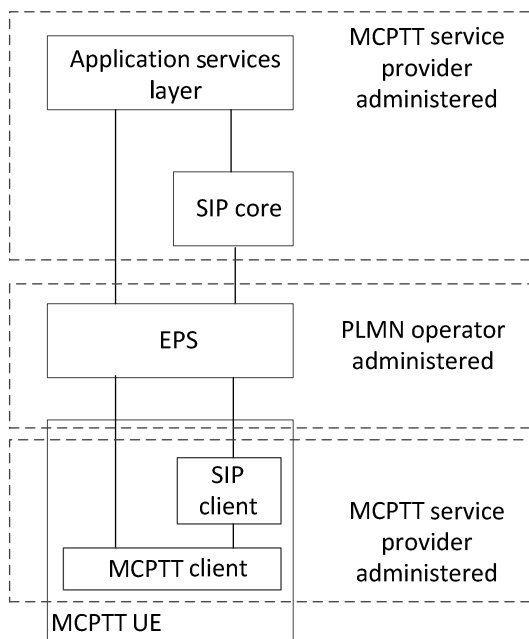 Application services
layer
MCPTT service
provider
administered
SIP core
EPS
PLMN operator
administered
SIP
client
MCPTT client
MCPTT service
provider
administered
MCPTT UE